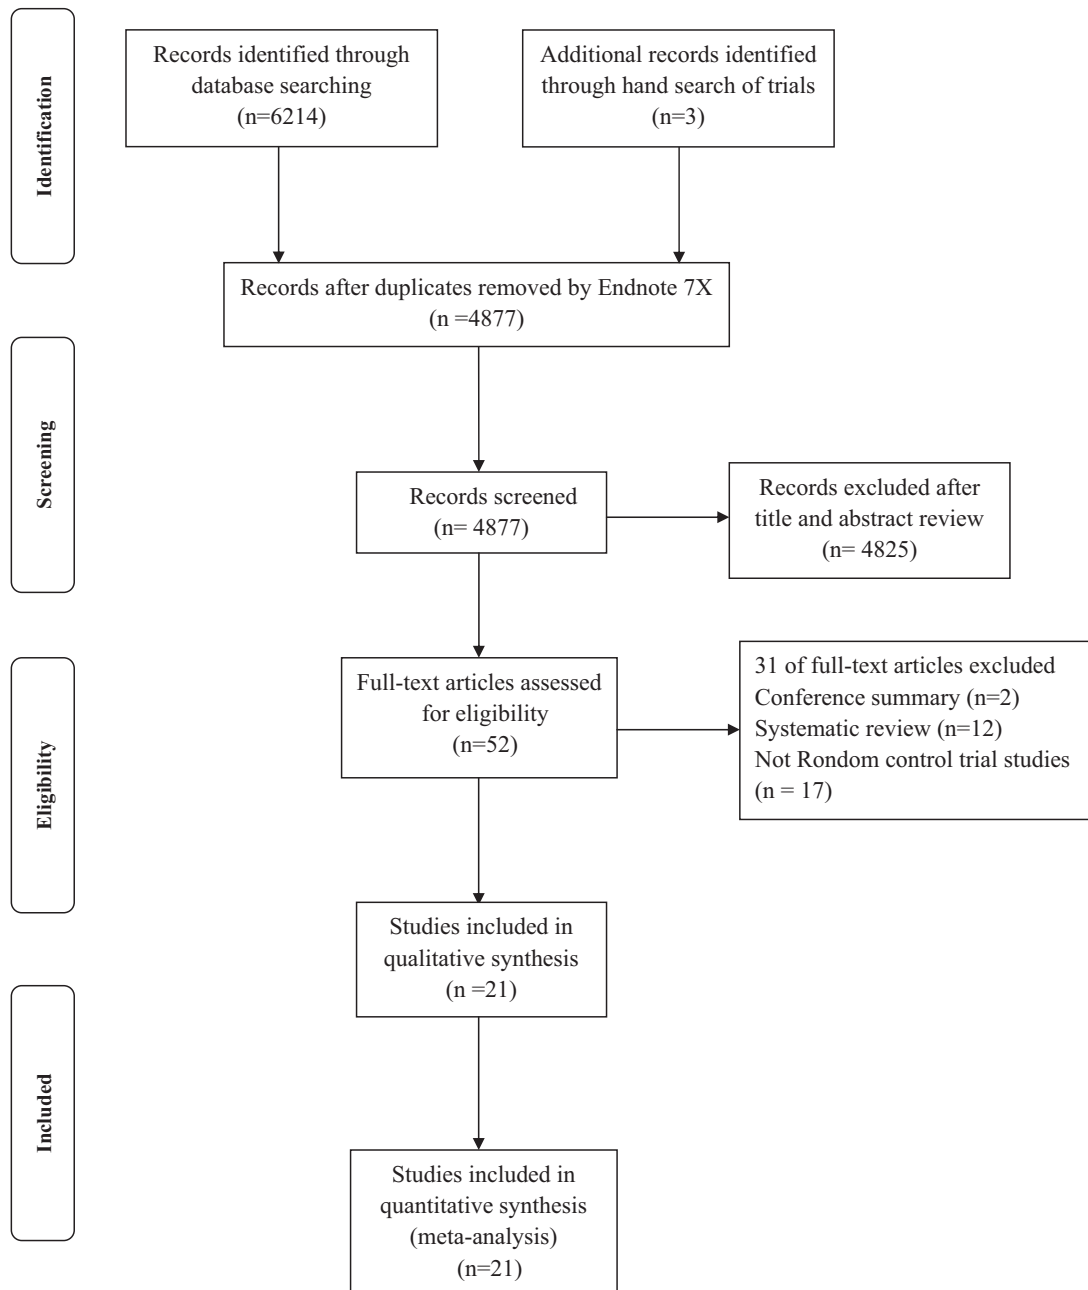 Identification
Records identified through
database searching
(n=6214)
Additional records identified
through hand search of trials
(n=3)
Records after duplicates removed by Endnote 7X
(n =4877)
Screening
Records screened
(n= 4877)
Records excluded after
title and abstract review
(n= 4825)
Eligibility
Full-text articles assessed
for eligibility
(n=52)
31 of full-text articles excluded
Conference summary (n=2)
Systematic review (n=12)
Not Rondom control trial studies
(n = 17)
Studies included in
qualitative synthesis
(n =21)
Included
Studies included in
quantitative synthesis
(meta-analysis)
(n=21)